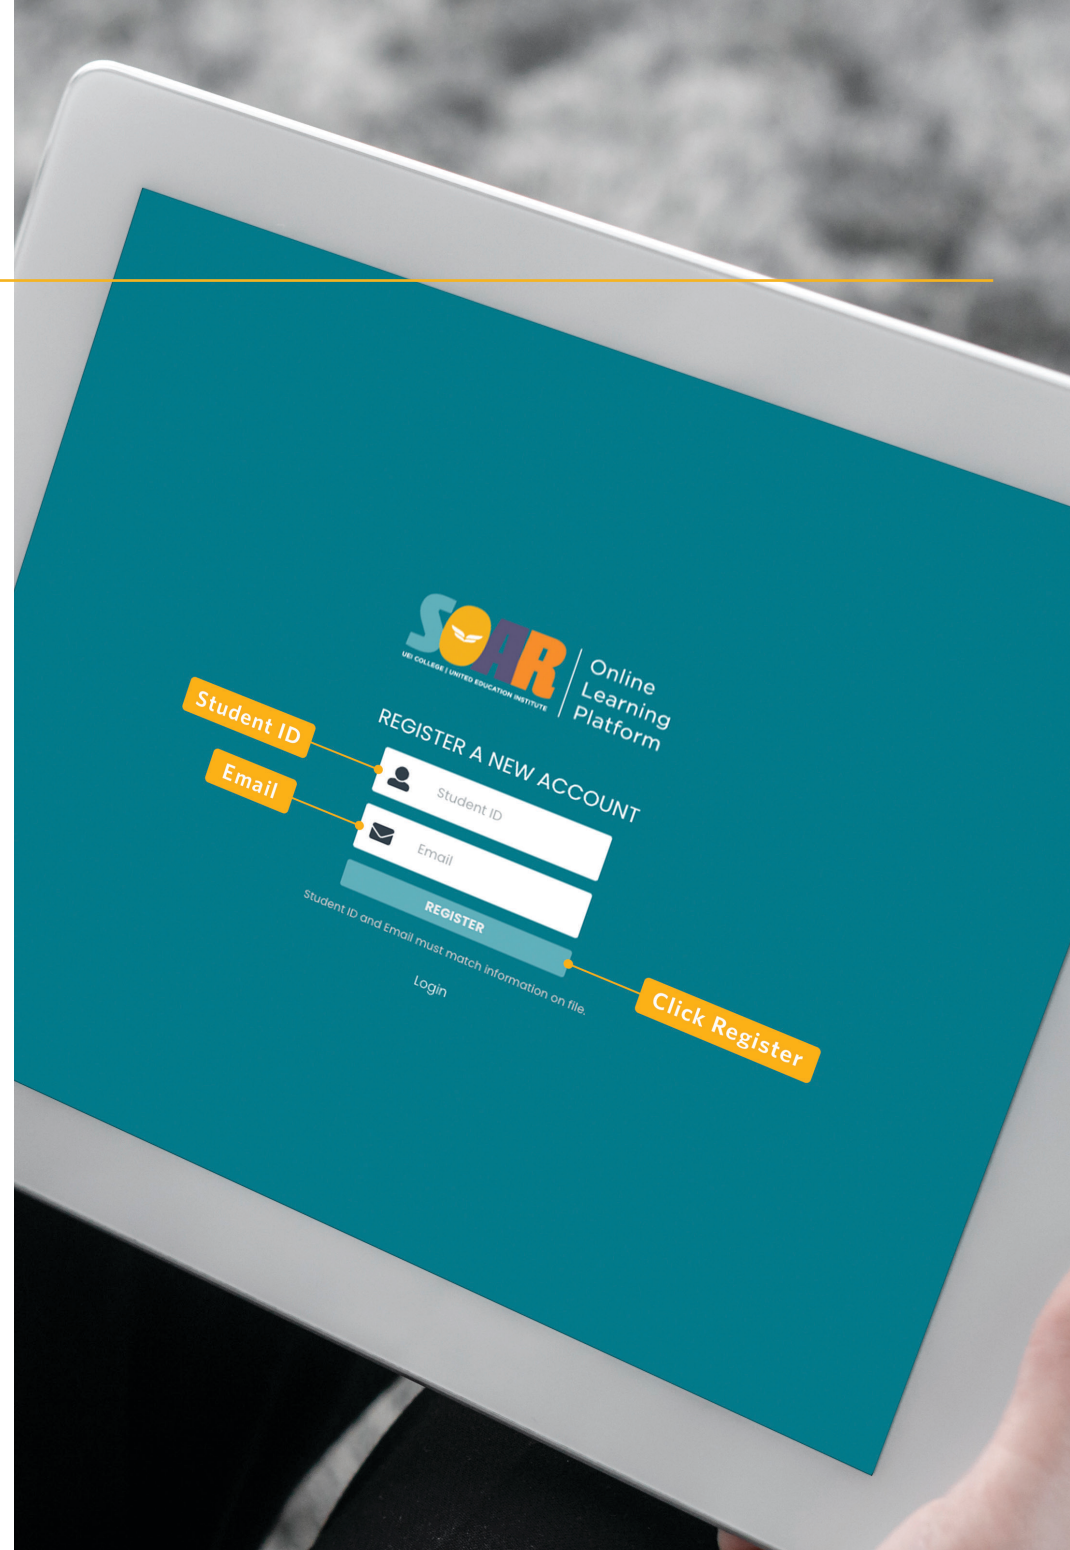 SOAR
UEI COLLEGE | UNITED EDUCATION INSTITUTE
Online
Learning
Platform
REGISTER A NEW ACCOUNT
Student ID
Student ID
Email
Email
REGISTER
Student ID and Email must match information on file.
Click Register
Login